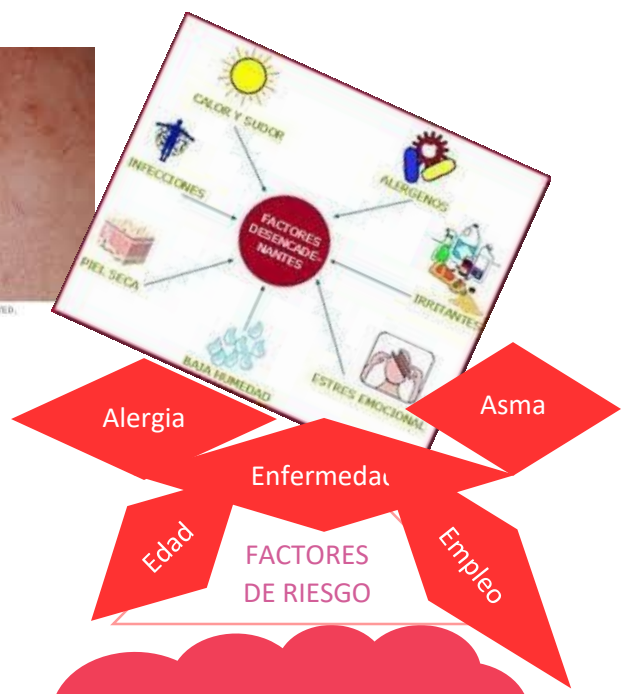 CALOR Y SUDOR
ALERGENOS
INFECCIONES
FACTORES
DESENCADE-
NANTES
IRRITANTES
PIEL SECA
BAJA HUMEDAD
ESTRES EMOCIONAL
Alergia
Asma
Enfermedad
Edad
Empleo
FACTORES
DE RIESGO